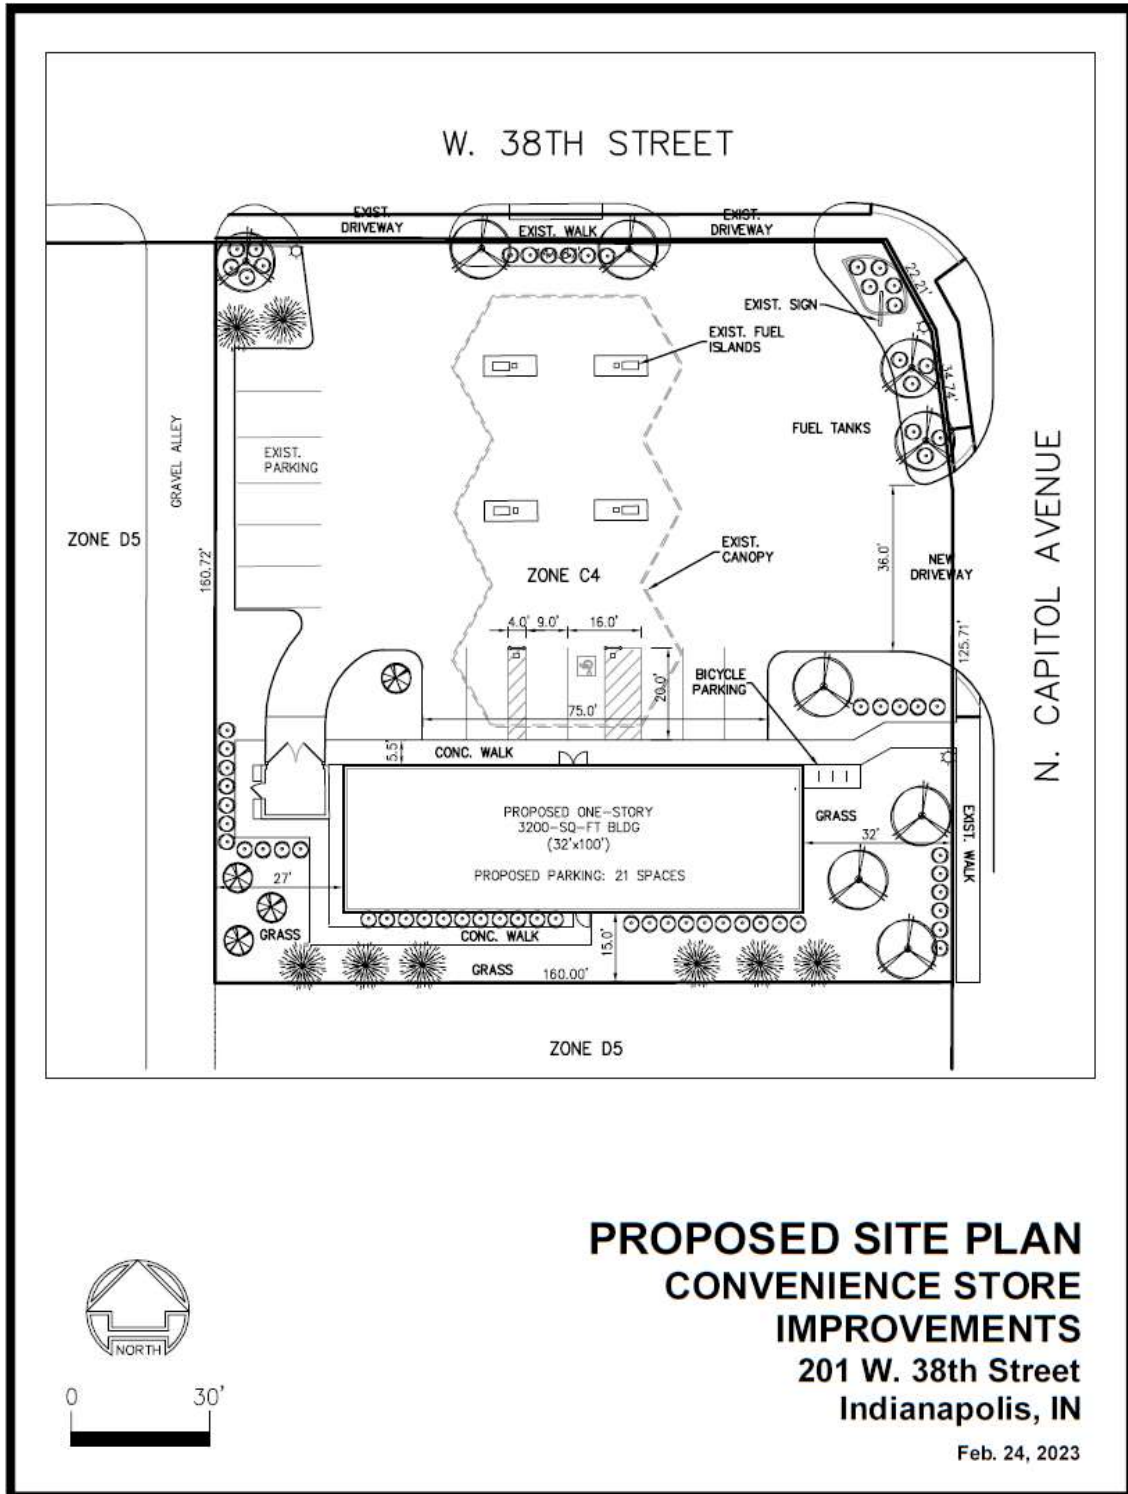 W. 38TH STREET
EXIST.
DRIVEWAY
EXIST. WALK
EXIST.
DRIVEWAY
22.21'
EXIST. SIGN
EXIST. FUEL
ISLANDS
34.74'
FUEL TANKS
GRAVEL ALLEY
EXIST.
PARKING
N. CAPITOL AVENUE
ZONE D5
160.72'
EXIST.
CANOPY
ZONE C4
36.0'
NEW
DRIVEWAY
4.0'
9.0'
16.0'
125.71'
BICYCLE
PARKING
20.0'
75.0'
5.5'
CONC. WALK
PROPOSED ONE-STORY
3200-SQ-FT BLDG
(32'x100')
PROPOSED PARKING: 21 SPACES
GRASS
32'
EXIST. WALK
27'
GRASS
CONC. WALK
15.0'
GRASS
160.00'
ZONE D5
PROPOSED SITE PLAN
CONVENIENCE STORE
IMPROVEMENTS
201 W. 38th Street
Indianapolis, IN
Feb. 24, 2023
NORTH
0 30'